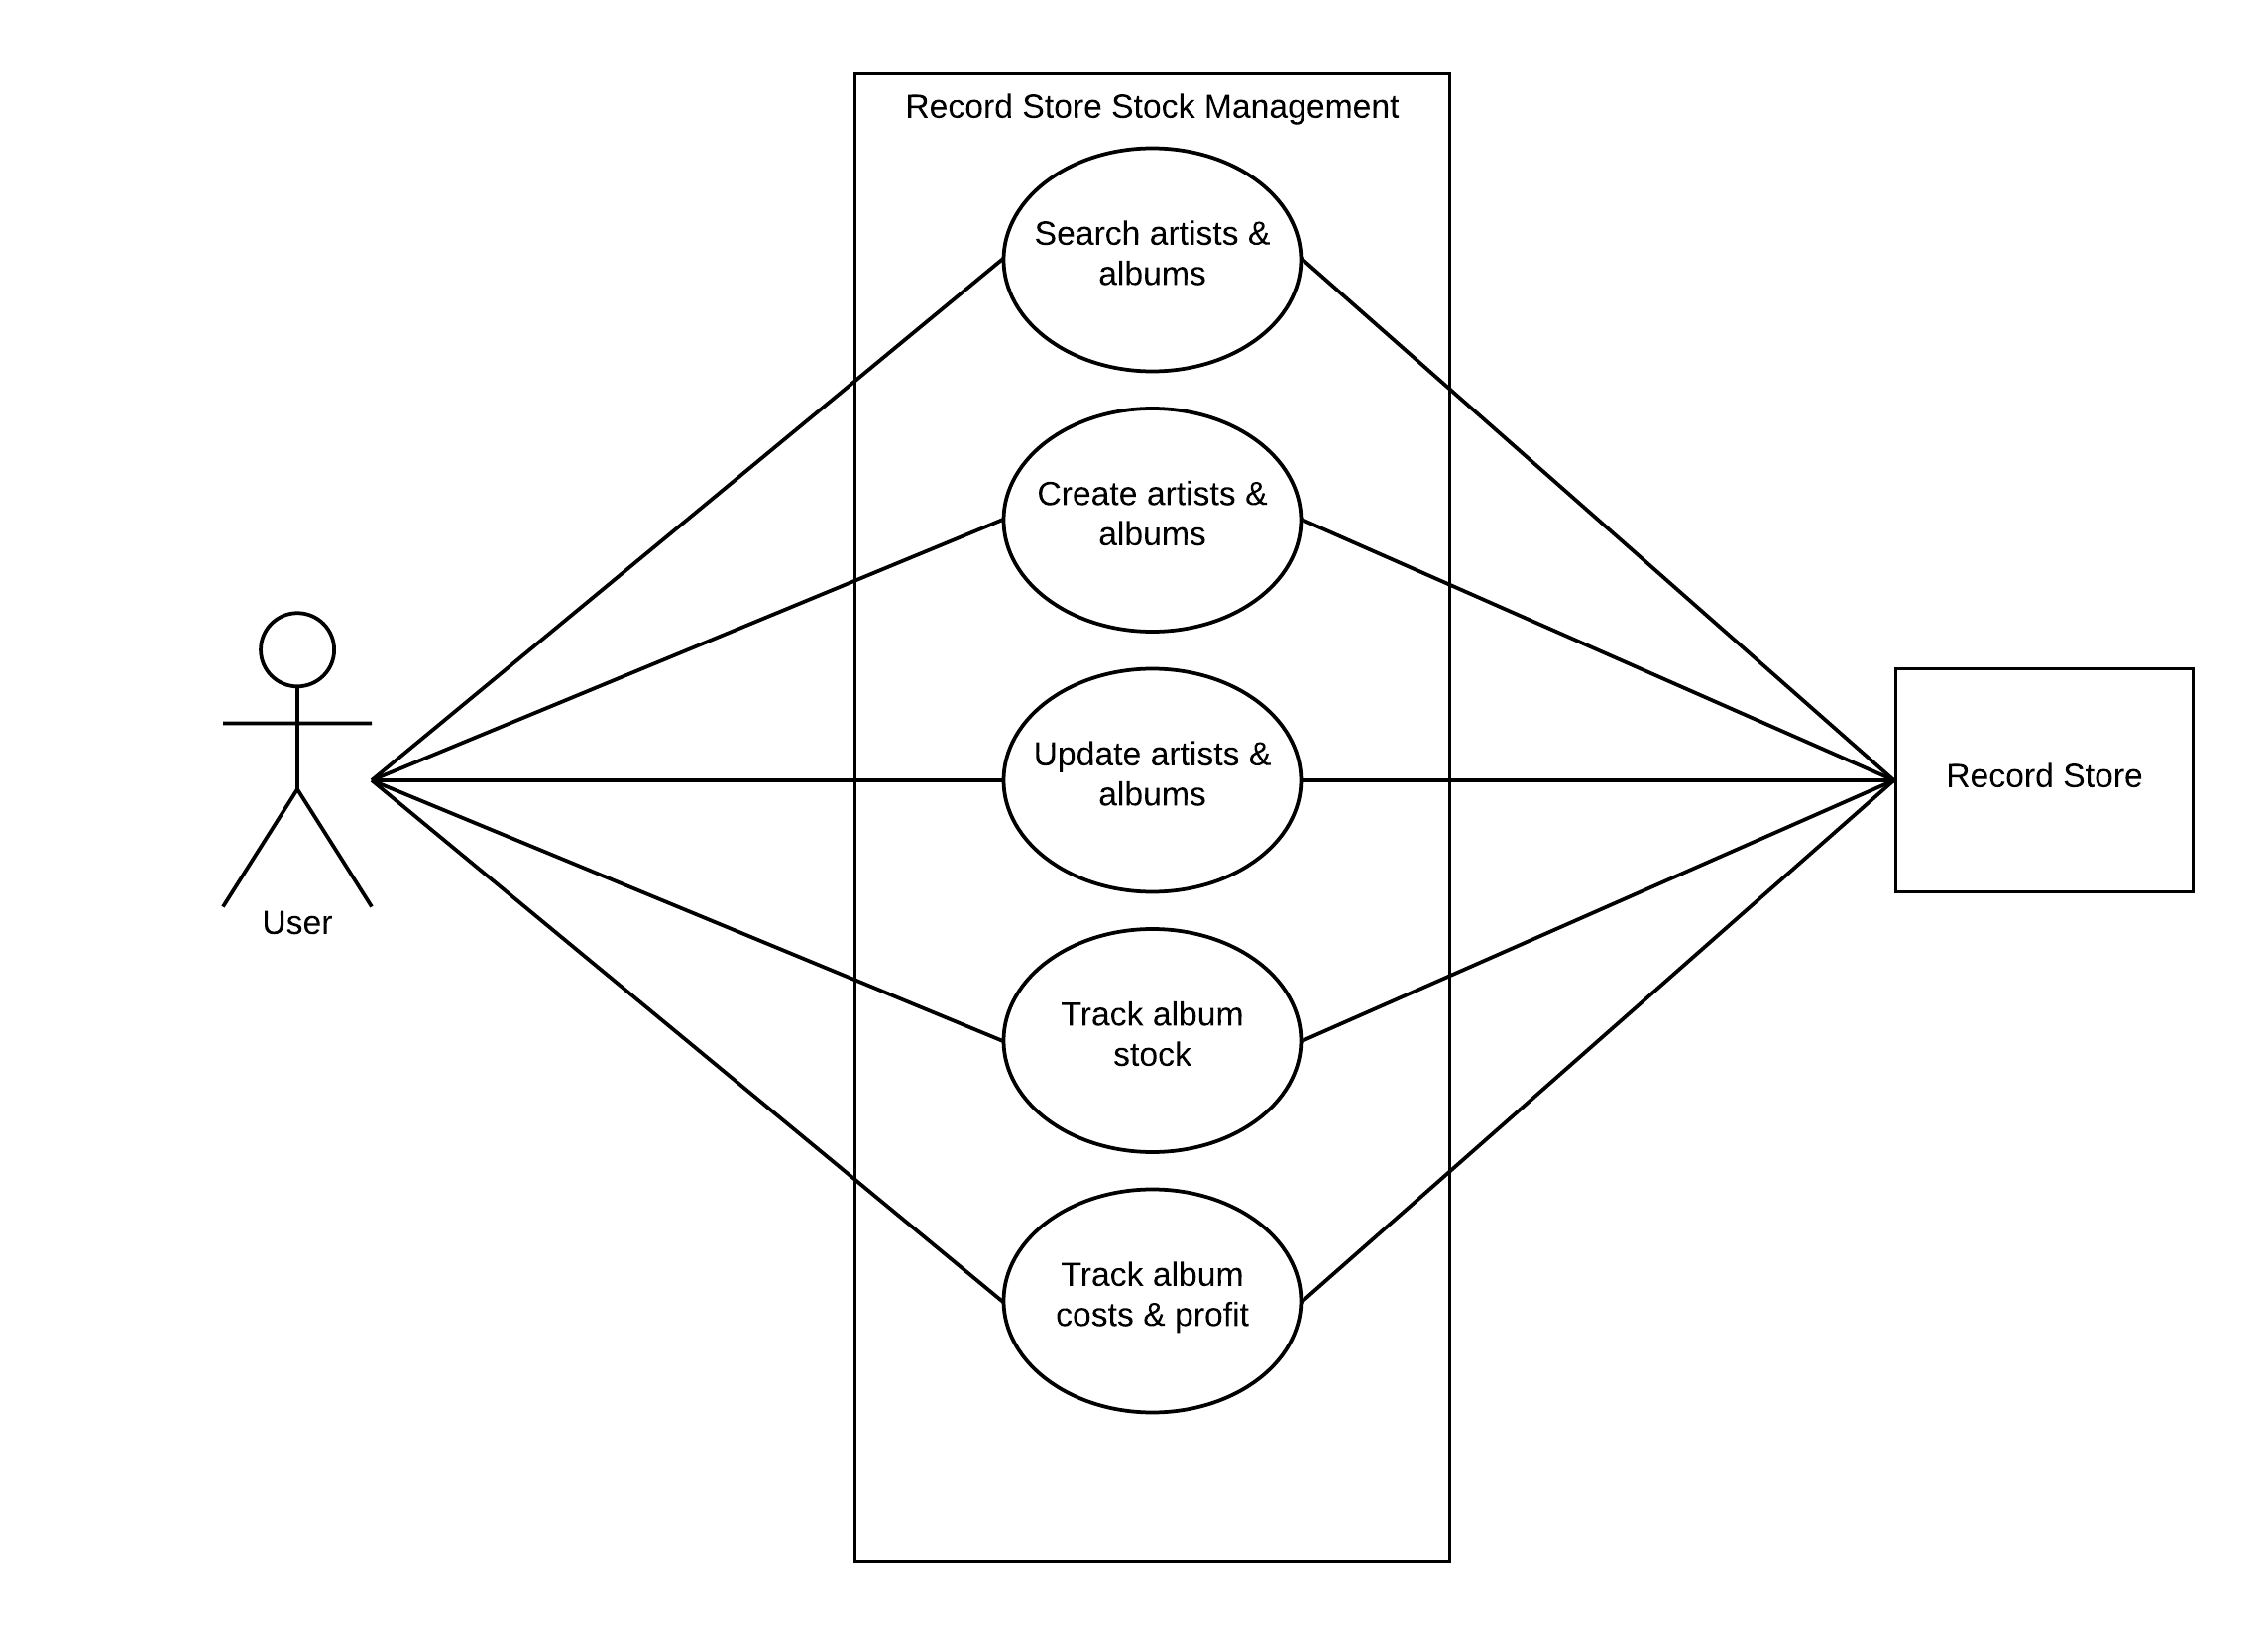 Record Store Stock Management
Search artists &
albums
Create artists &
albums
Update artists &
albums
Record Store
User
Track album
stock
Track album
costs & profit